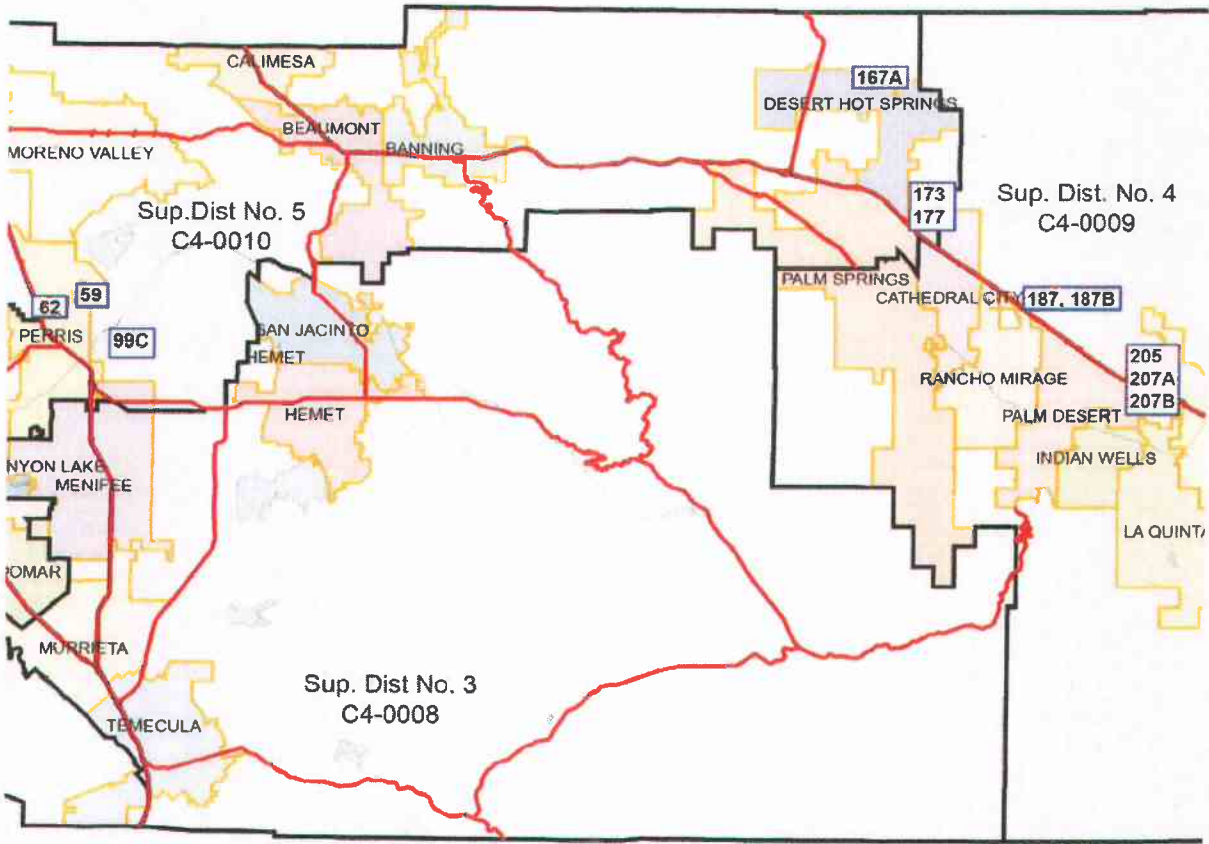 CALIMESA
167A
DESERT HOT SPRINGS
BEAUMONT
BANNING
MORENO VALLEY
Sup.Dist No. 5
C4-0010
173
177
Sup. Dist. No. 4
C4-0009
PALM SPRINGS
CATHEDRAL CITY
187, 187B
62
59
PERRIS
99C
SAN JACINTO
HEMET
HEMET
RANCHO MIRAGE
205
207A
207B
PALM DESERT
INDIAN WELLS
NYON LAKE
MENIFEE
LA QUINTA
DOMAR
MURRIETA
Sup. Dist No. 3
C4-0008
TEMECULA